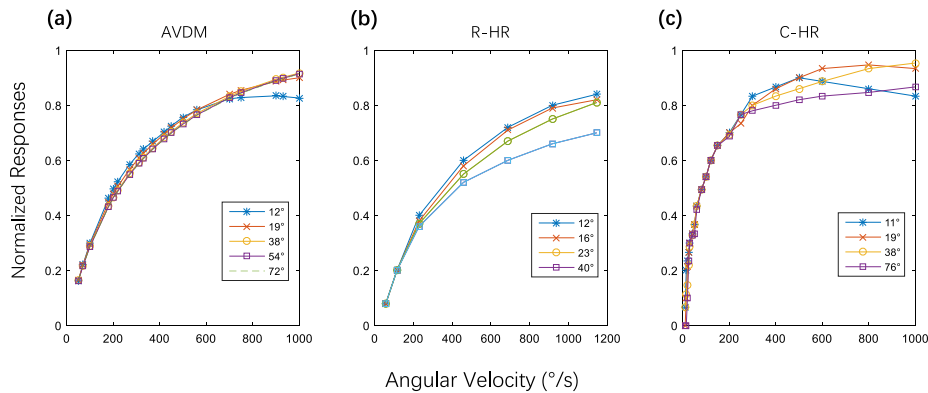 (a)
AVDM
(b)
R-HR
(c)
C-HR
Normalized Responses
1
0.8
0.6
0.4
0.2
0
0 200 400 600 800 1000
12°
19°
38°
54°
72°
1
0.8
0.6
0.4
0.2
0
0 200 400 600 800 1000 1200
12°
16°
23°
40°
1
0.8
0.6
0.4
0.2
0
0 200 400 600 800 1000
11°
19°
38°
76°
Angular Velocity (°/s)